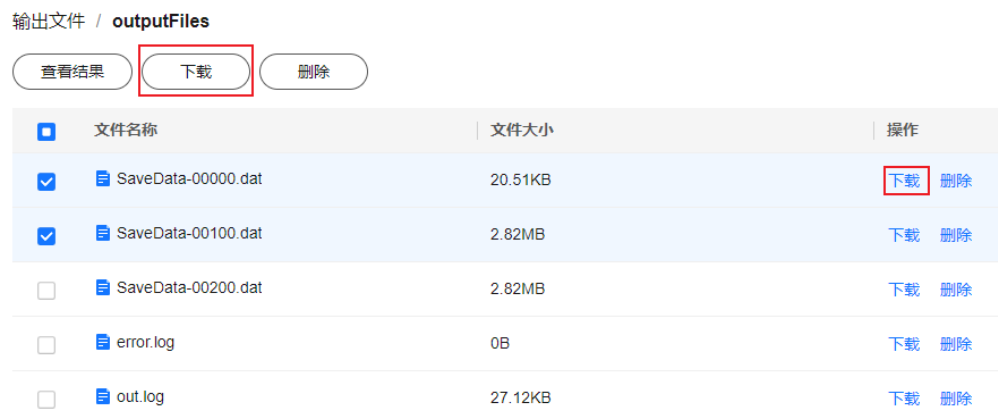 输出文件 / outputFiles
查看结果 下载 删除
文件名称 文件大小 操作
SaveData-00000.dat 20.51KB 下载 删除
SaveData-00100.dat 2.82MB 下载 删除
SaveData-00200.dat 2.82MB 下载 删除
error.log 0B 下载 删除
out.log 27.12KB 下载 删除